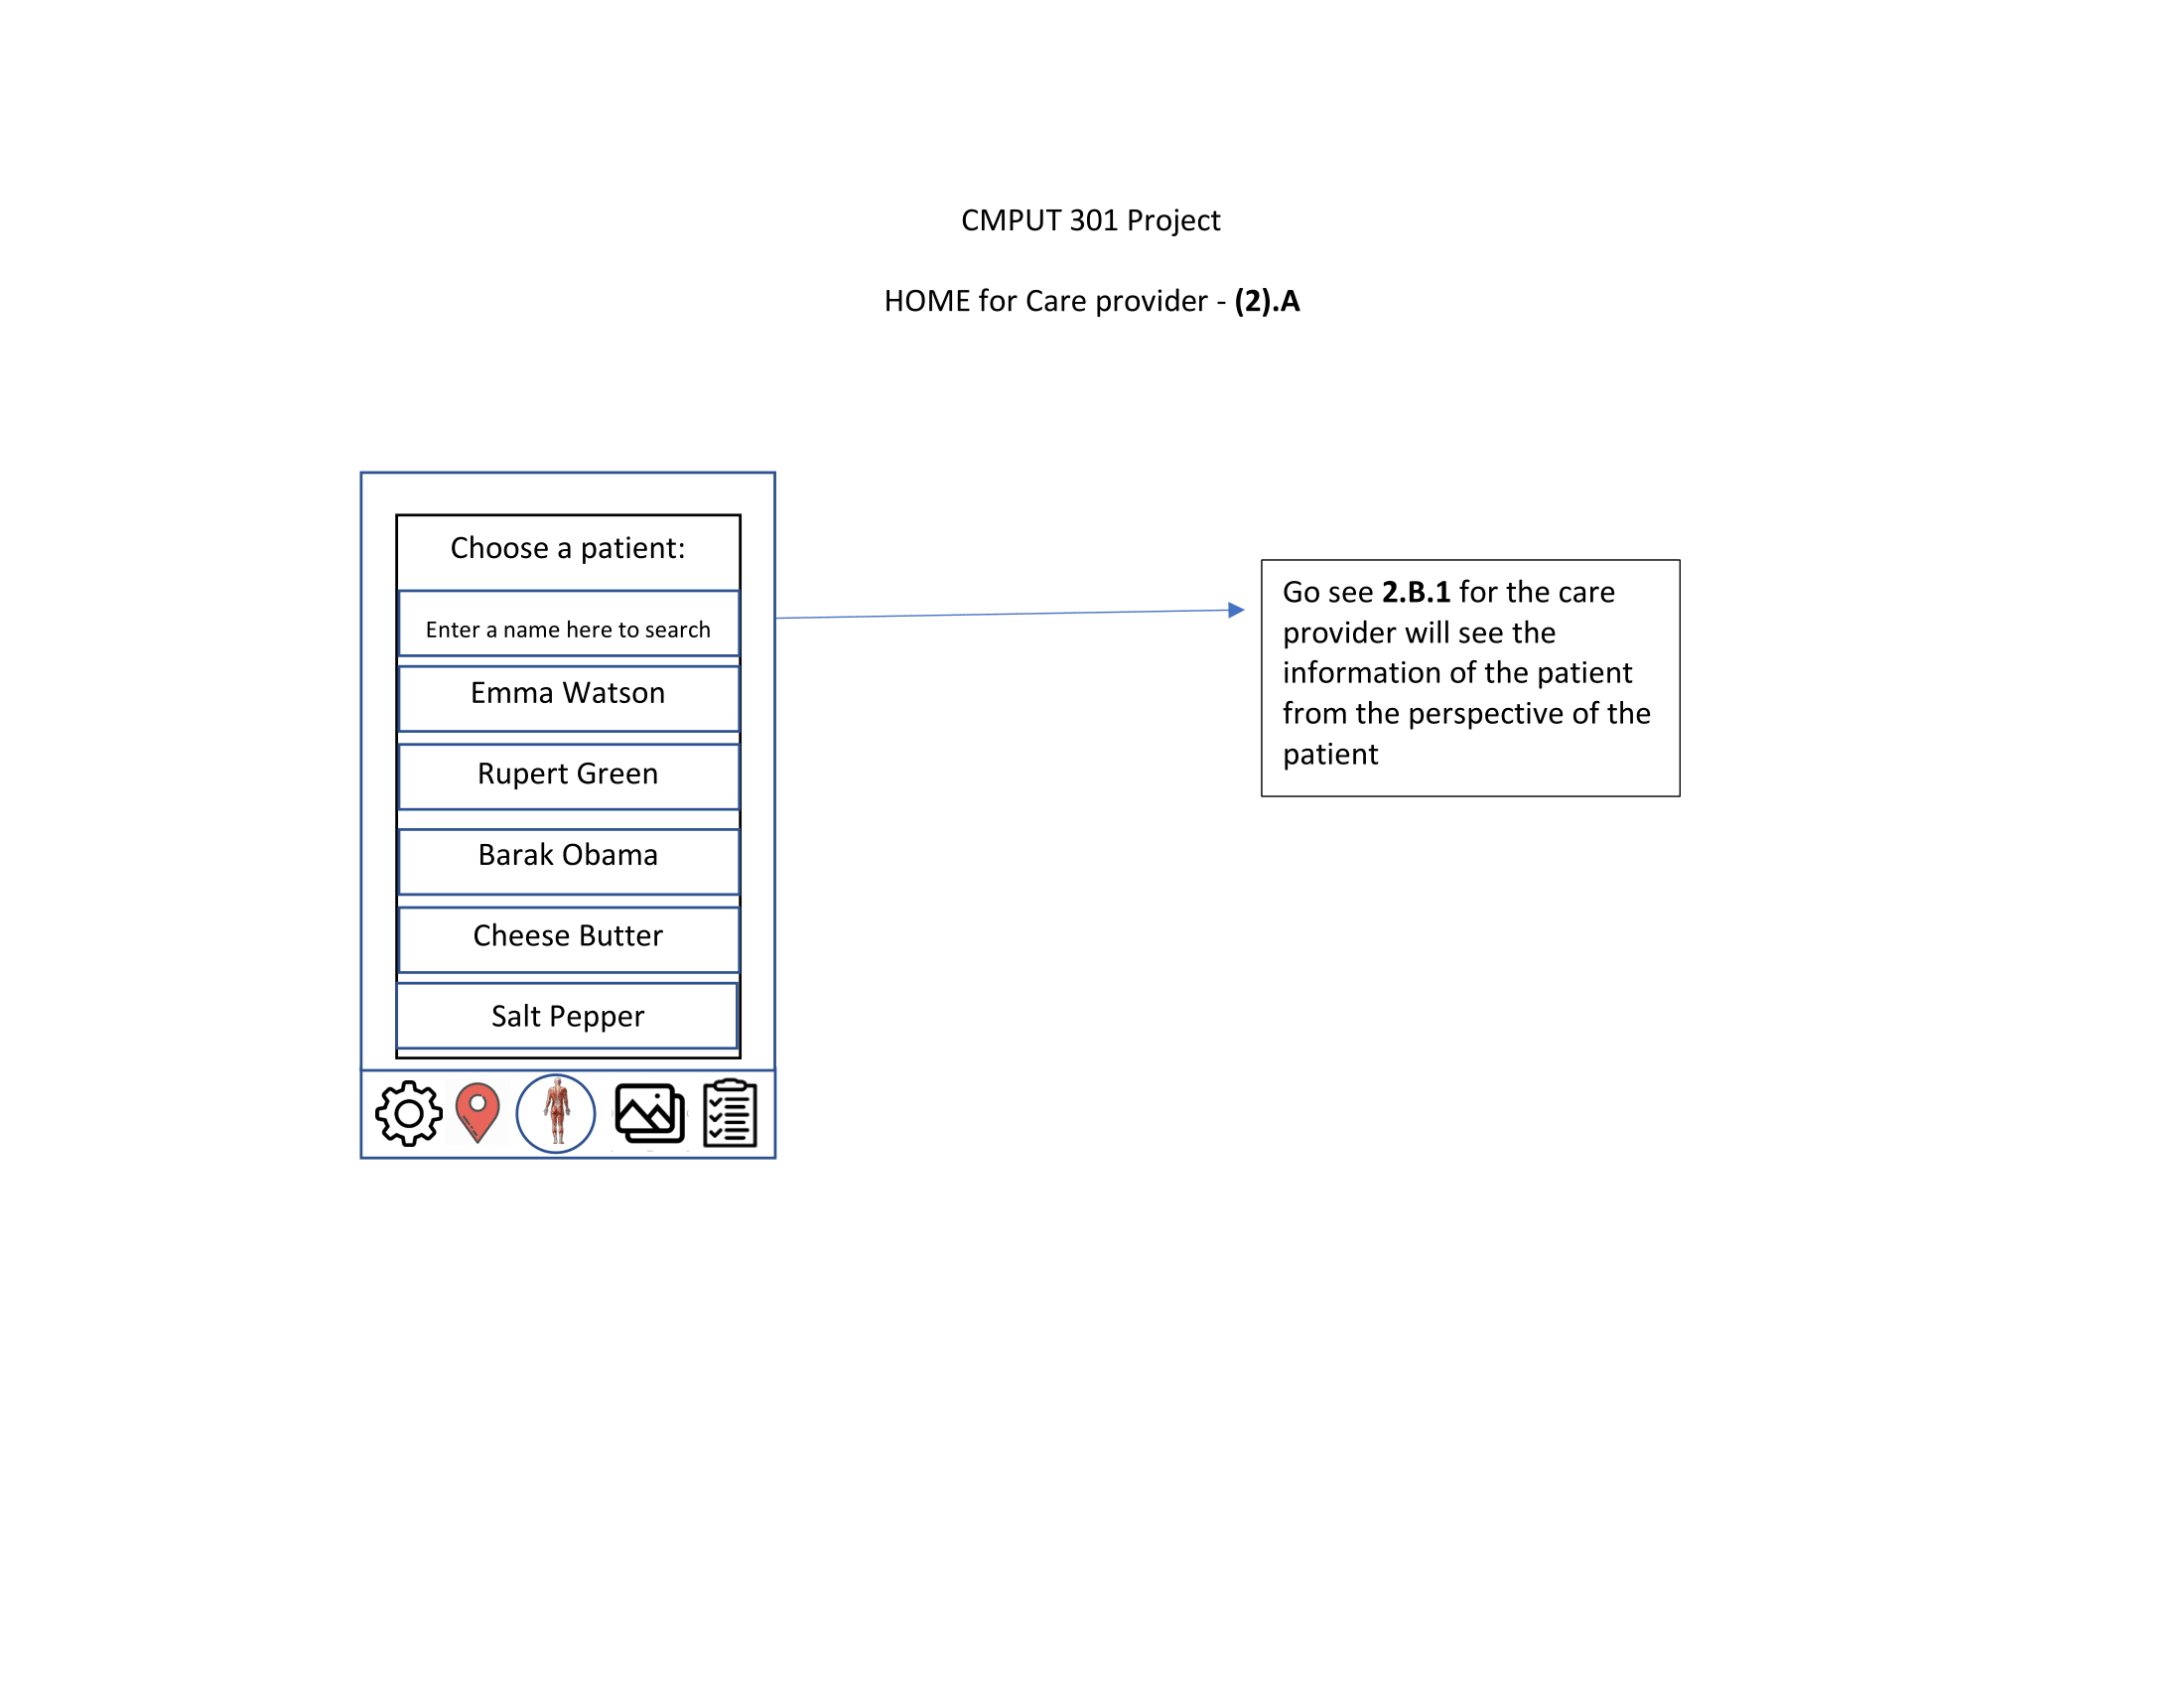 CMPUT 301 Project
HOME for Care provider - (2).A
Choose a patient:
Enter a name here to search
Emma Watson
Rupert Green
Barak Obama
Cheese Butter
Salt Pepper
Go see 2.B.1 for the care
provider will see the
information of the patient
from the perspective of the
patient